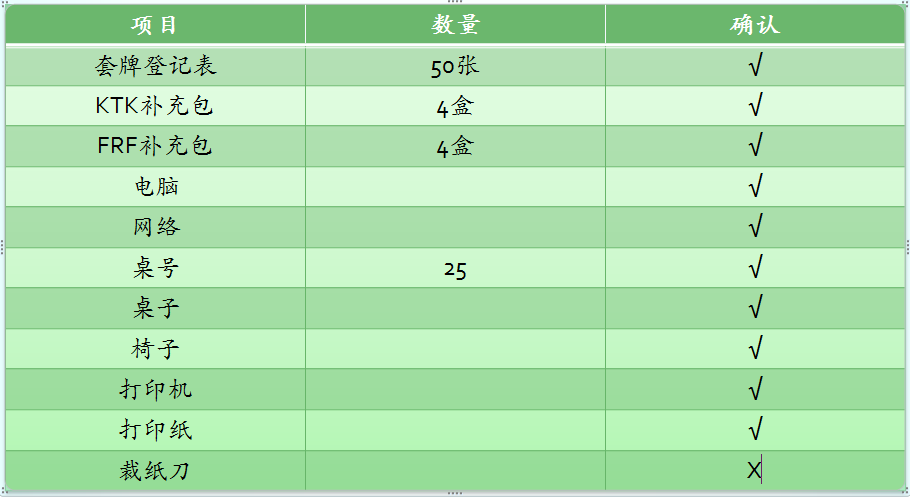 项目 数量 确认
套牌登记表 50张 √
KTK补充包 4盒 √
FRF补充包 4盒 √
电脑 √
网络 √
桌号 25 √
桌子 √
椅子 √
打印机 √
打印纸 √
裁纸刀 X